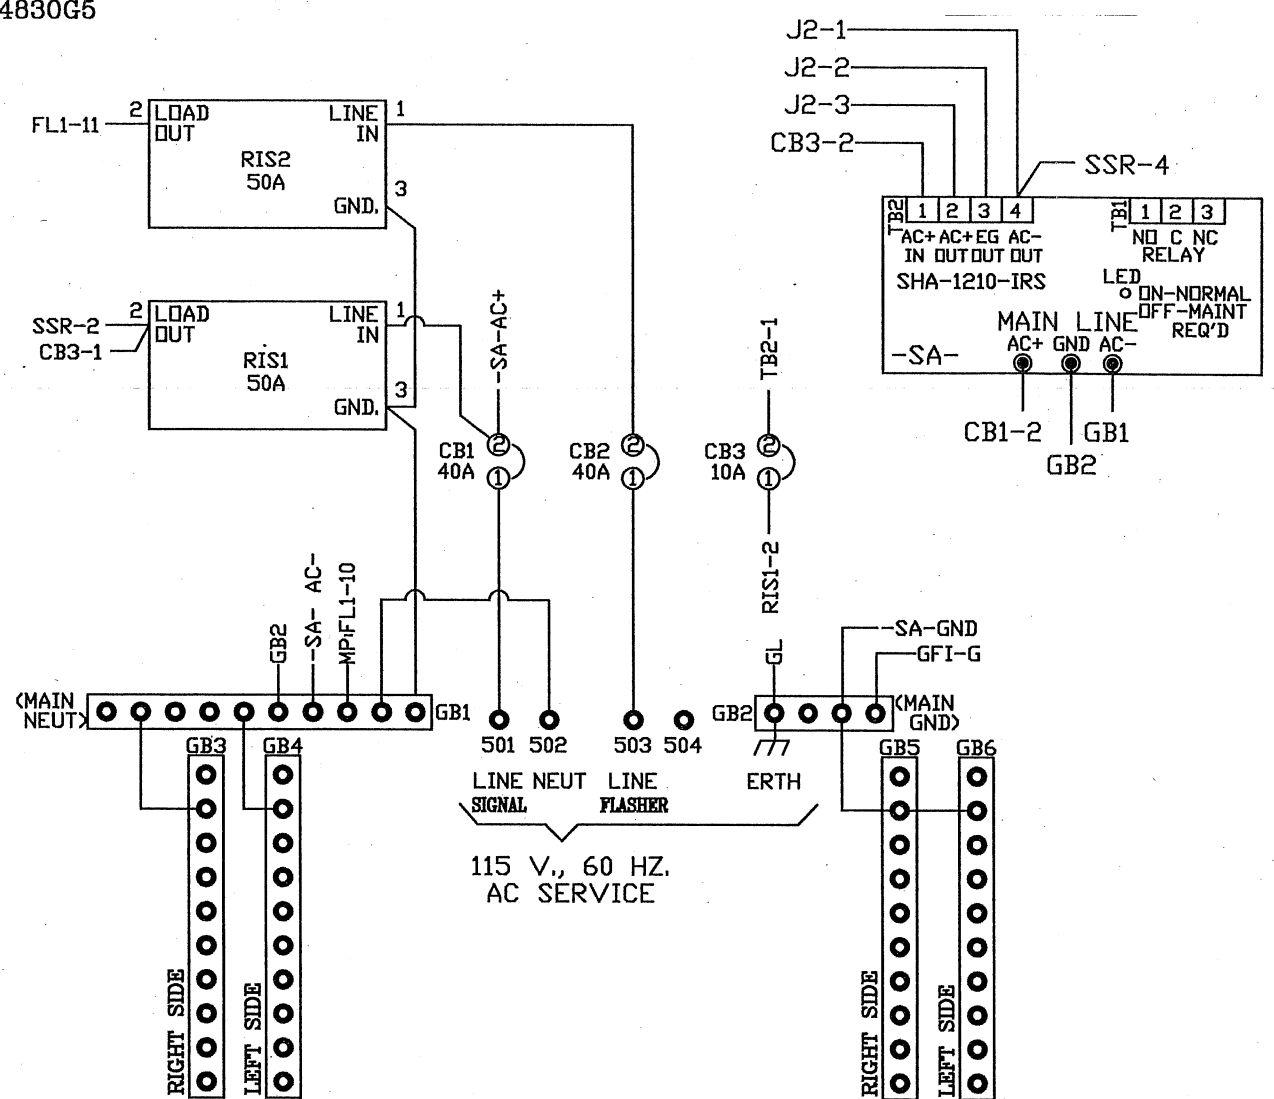 4830G5
J2-1
J2-2
J2-3
CB3-2
SSR-4
FL1-11
2
LOAD
OUT
LINE
IN
1
RIS2
50A
3
GND.
TB2
1 2 3 4
AC+ AC+ EG AC-
IN OUT OUT OUT
SHA-1210-IRS
TB1
1 2 3
NO C NC
RELAY
LED
ON-NORMAL
OFF-MAINT
REQ'D
MAIN LINE
AC+ GND AC-
-SA-
CB1-2
GB2
GB1
SSR-2
CB3-1
2
LOAD
OUT
LINE
IN
1
RIS1
50A
3
GND.
-SA-AC+
TB2-1
CB1
40A
2
1
CB2
40A
2
1
CB3
10A
2
1
RIS1-2
GB2
-SA- AC-
MP:FL1-10
GL
-SA-GND
GFI-G
(MAIN
NEUT)
GB1
GB2
(MAIN
GND)
501
502
503
504
GB3
GB4
GB5
GB6
LINE NEUT
SIGNAL
LINE
FLASHER
ERTH
115 V., 60 HZ.
AC SERVICE
RIGHT SIDE
LEFT SIDE
RIGHT SIDE
LEFT SIDE